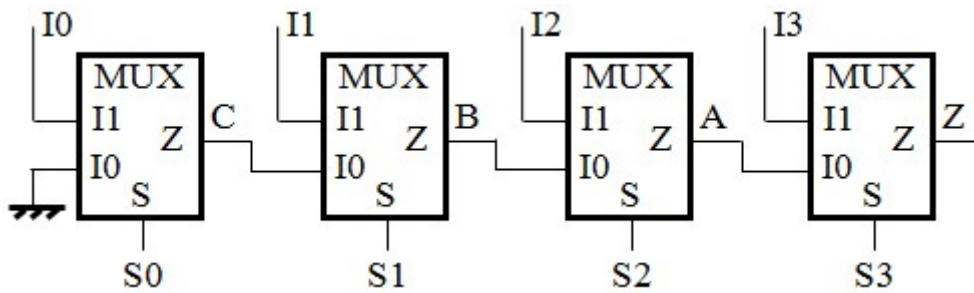 I0 I1 I2 I3
MUX MUX MUX MUX
I1 Z C I1 Z B I1 Z A I1 Z Z
I0 I0 I0 I0
S S S S
S0 S1 S2 S3